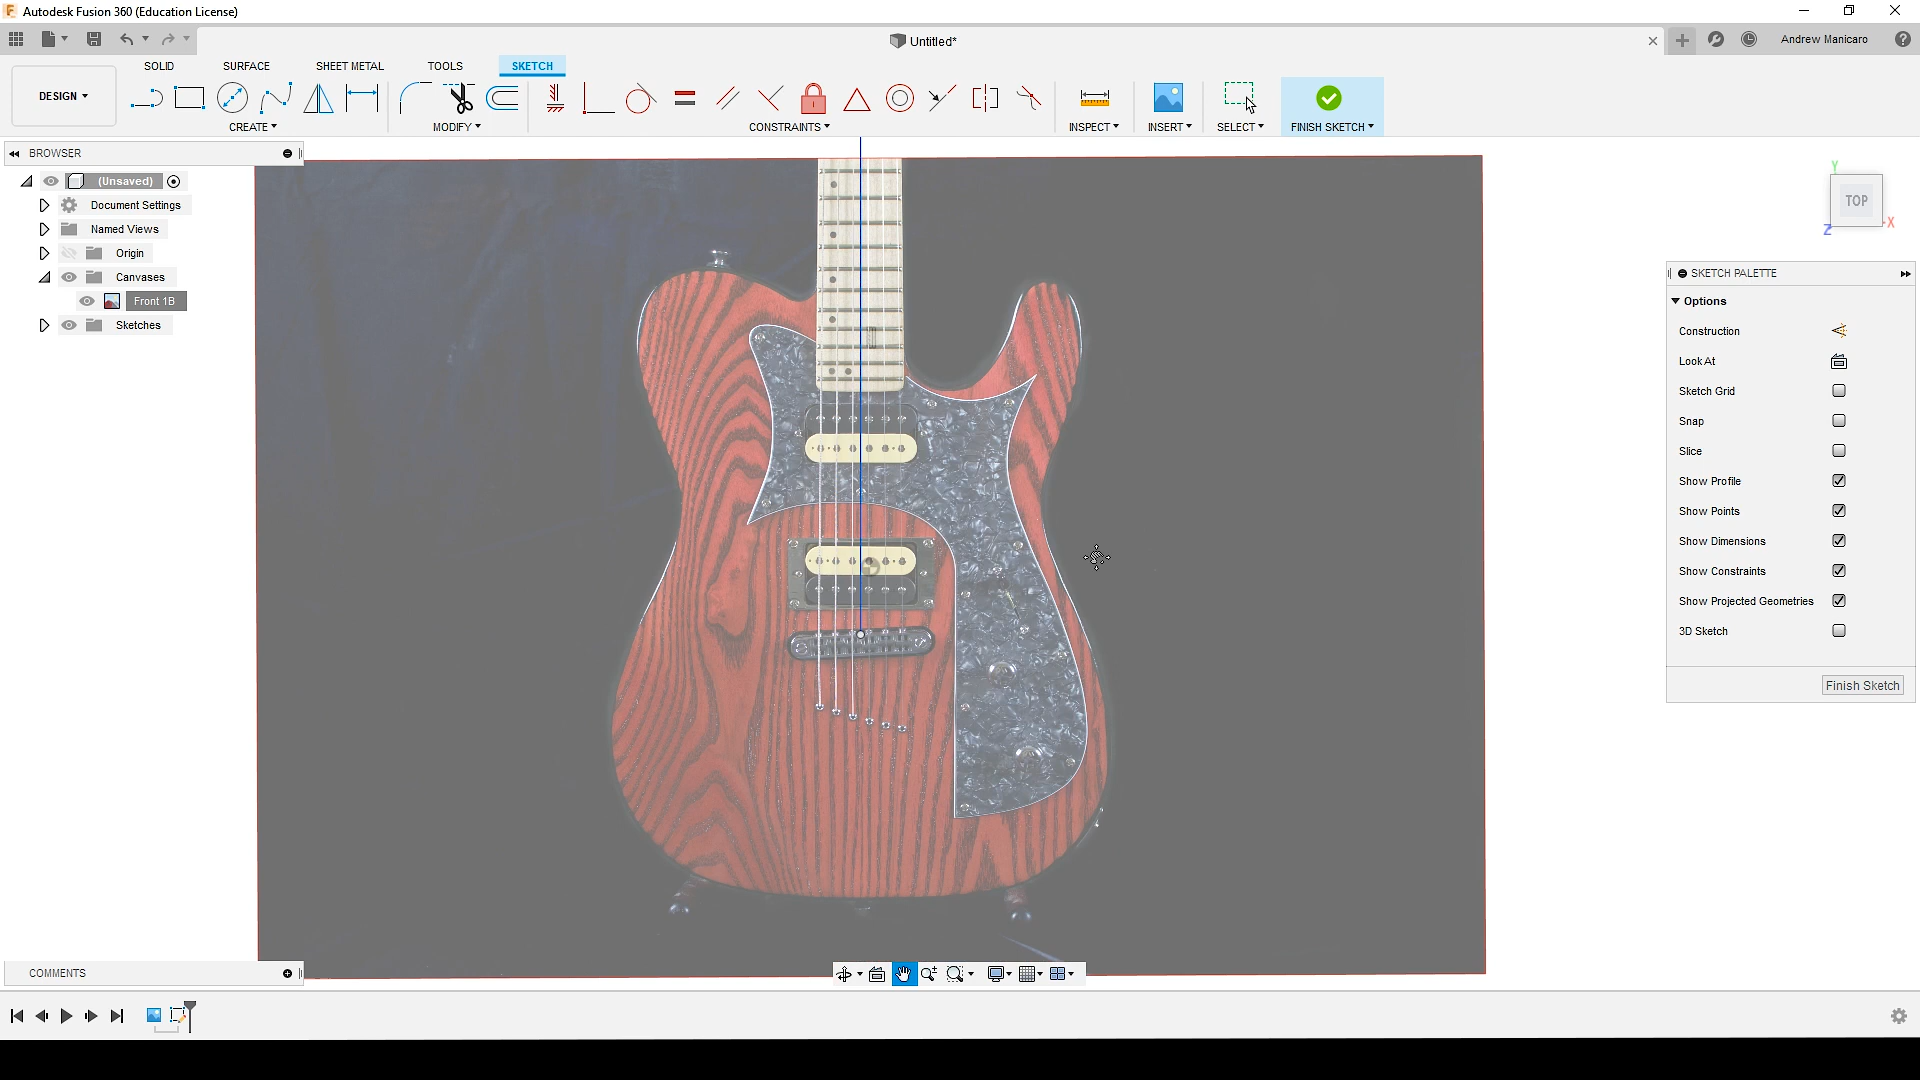 Autodesk Fusion 360 (Education License)
Untitled*
Andrew Manicaro
SOLID
SURFACE
SHEET METAL
TOOLS
SKETCH
DESIGN
CREATE
MODIFY
CONSTRAINTS
INSPECT
INSERT
SELECT
FINISH SKETCH
BROWSER
(Unsaved)
Document Settings
Named Views
Origin
Canvases
Front 1B
Sketches
Y
TOP
X
Z
SKETCH PALETTE
Options
Construction
Look At
Sketch Grid
Snap
Slice
Show Profile
Show Points
Show Dimensions
Show Constraints
Show Projected Geometries
3D Sketch
Finish Sketch
COMMENTS